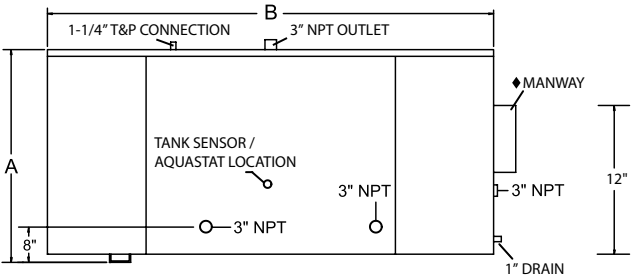 B
1-1/4” T&P CONNECTION
3” NPT OUTLET
♦MANWAY
TANK SENSOR /
AQUASTAT LOCATION
A
12"
3" NPT
3" NPT
3" NPT
8"
1” DRAIN